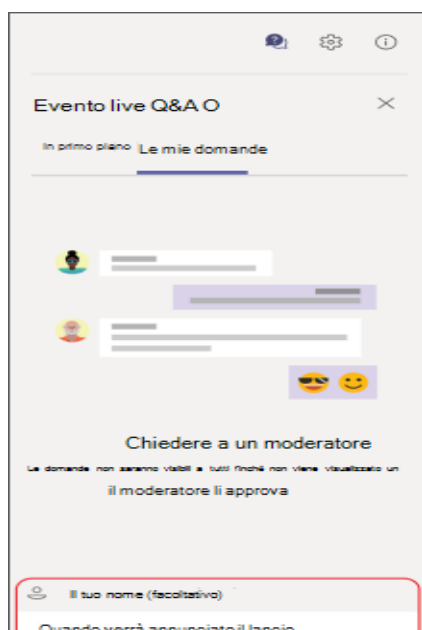 Evento live Q&A O
In primo piano Le mie domande
Chiedere a un moderatore
Le domande non saranno visibili a tutti finché non viene visualizzato un
il moderatore li approva
Il tuo nome (facoltativo)
Quando verrà annunciato il lancio